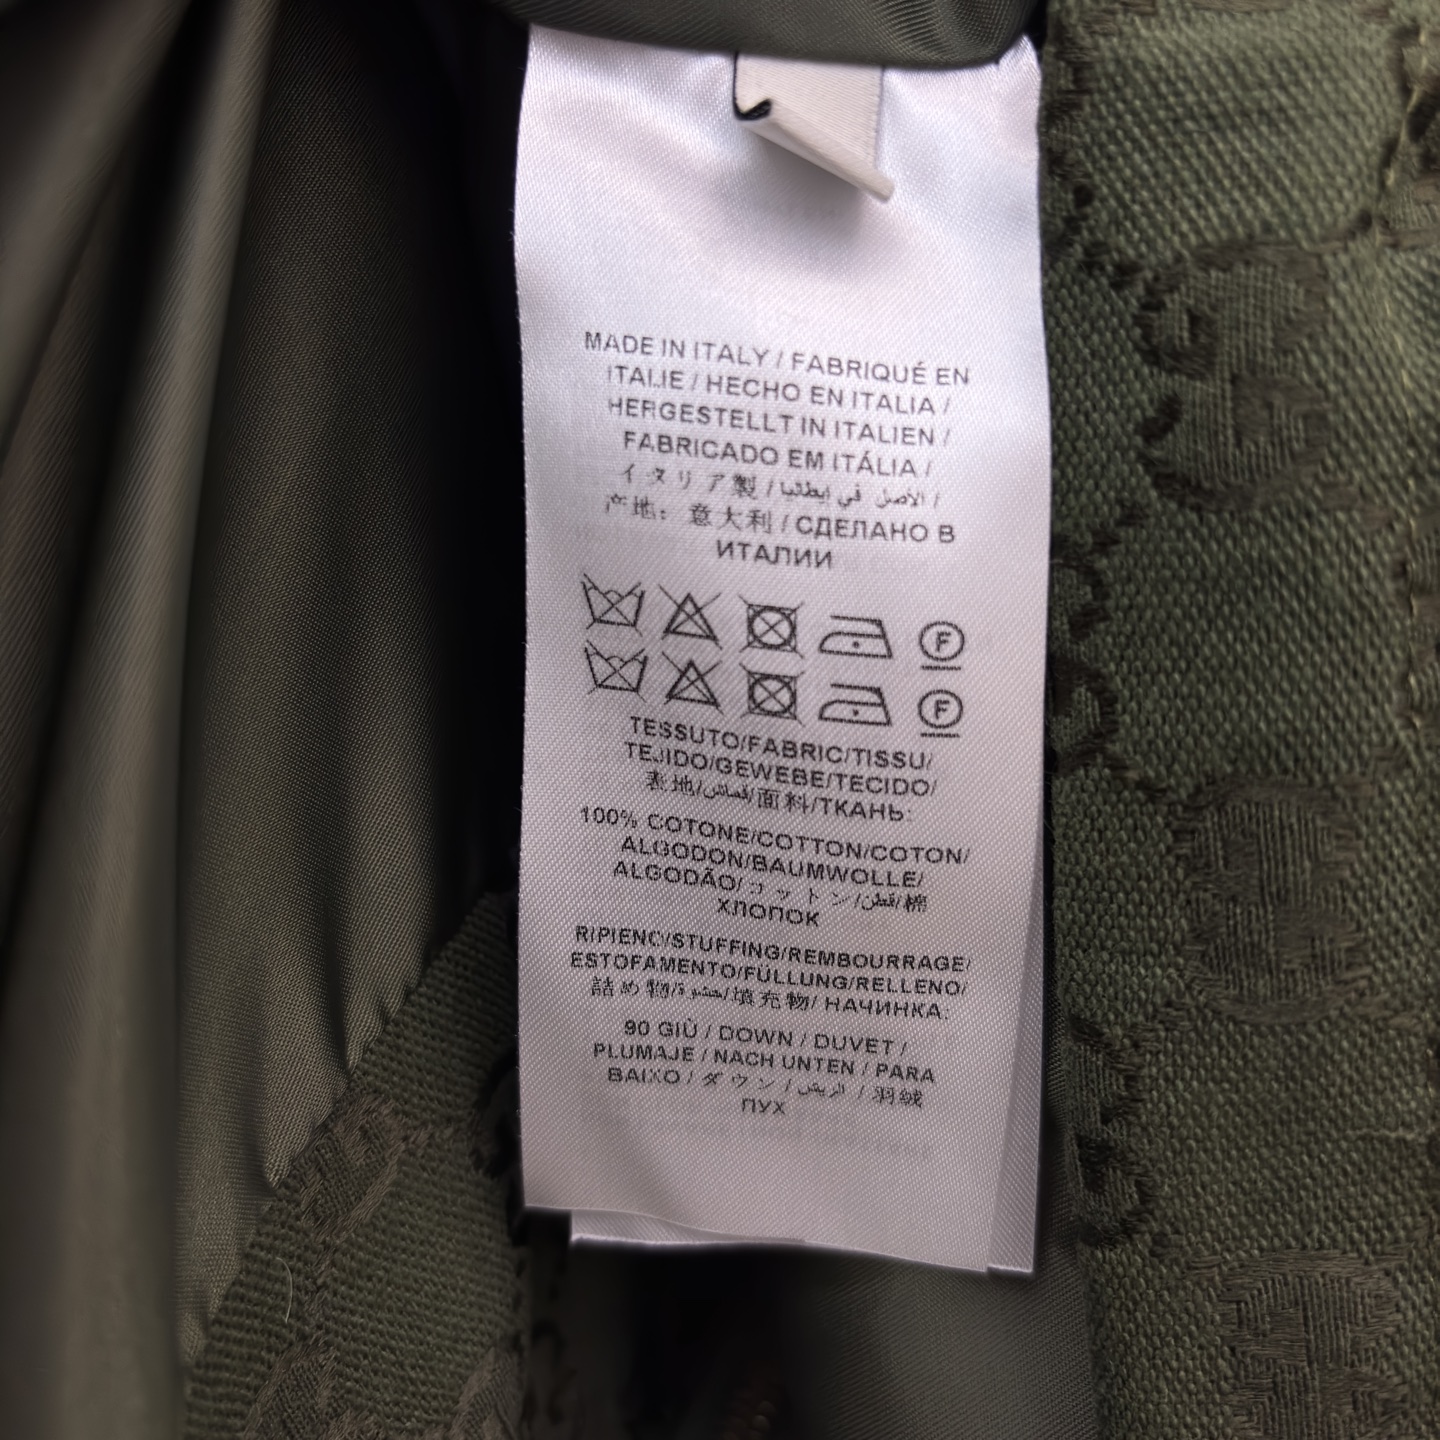 MADE IN ITALY / FABRIQUÉ EN
ITALIE / HECHO EN ITALIA /
HERGESTELLT IN ITALIEN /
FABRICADO EM ITÁLIA /
イタリア製 / الاصل في إيطاليا /
产地：意大利 / СДЕЛАНО В
ИТАЛИИ
F
F
TESSUTO/FABRIC/TISSU/
TEJIDO/GEWEBE/TECIDO/
表地/قماش/面料/ТКАНЬ:
100% COTONE/COTTON/COTON/
ALGODON/BAUMWOLLE/
ALGODÃO/コットン/قطن/棉
ХЛОПОК
RIPIENO/STUFFING/REMBOURRAGE/
ESTOFAMENTO/FÜLLUNG/RELLENO/
詰め物/حشوة/填充物/ НАЧИНКА:
90 GIÙ / DOWN / DUVET /
PLUMAJE / NACH UNTEN / PARA
BAIXO / ダウン / الريش / 羽绒
ПУХ